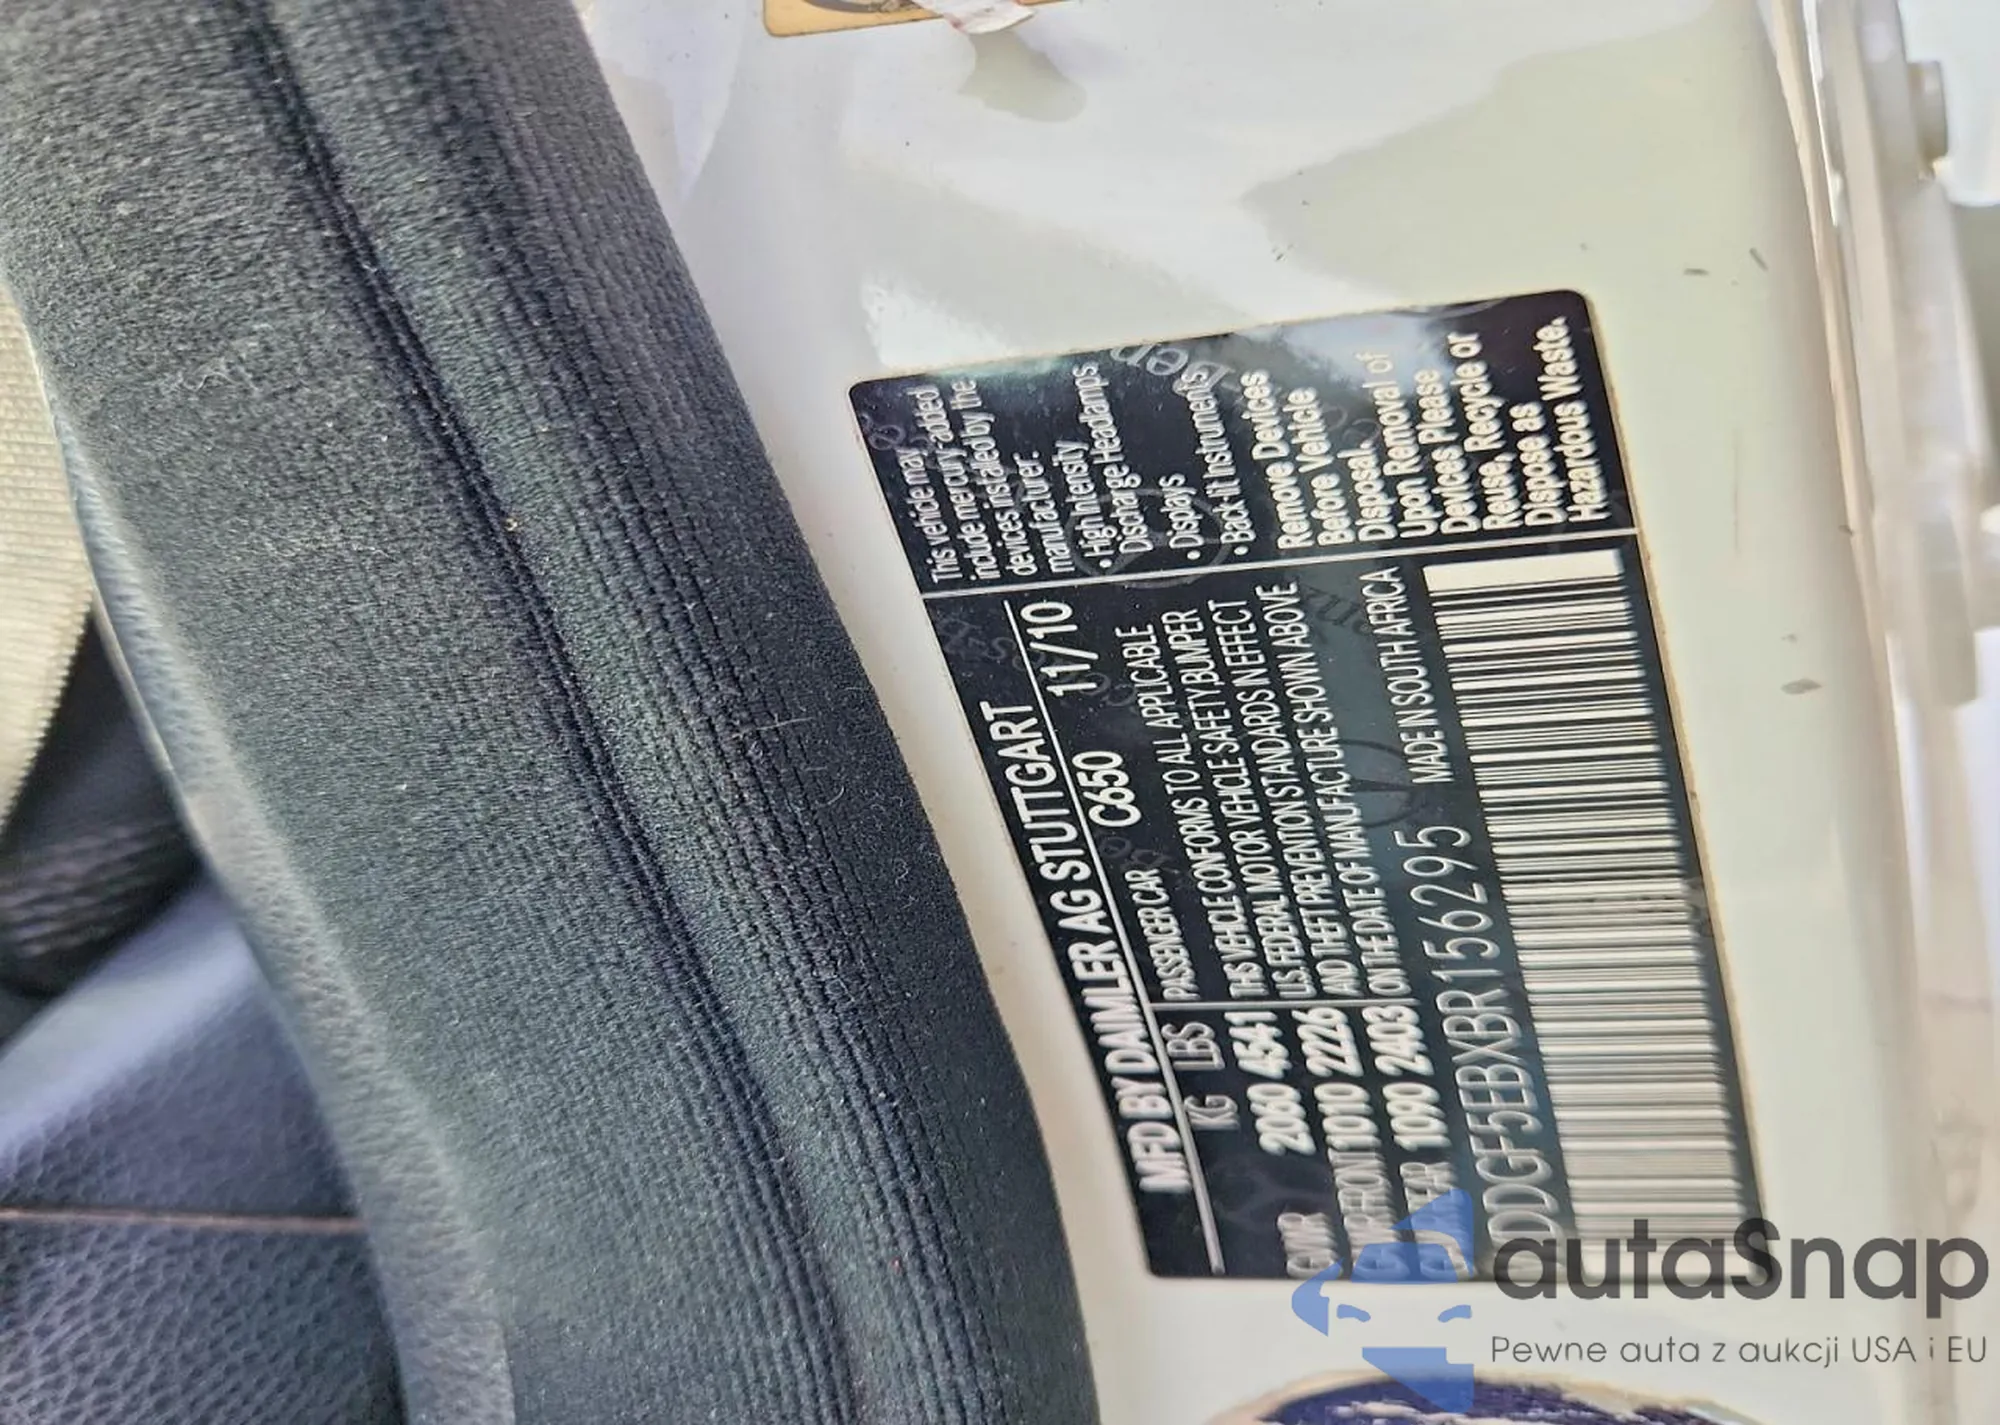 MFD BY DAIMLER AG STUTTGART 11/10
KG LBS C650
PASSENGER CAR
GVWR 2060 4541
FRONT 1010 2226
REAR 1090 2403
THIS VEHICLE CONFORMS TO ALL APPLICABLE
U.S. FEDERAL MOTOR VEHICLE SAFETY, BUMPER
AND THEFT PREVENTION STANDARDS IN EFFECT
ON THE DATE OF MANUFACTURE SHOWN ABOVE
DDGF5EBXBR156295 MADE IN SOUTH AFRICA
This vehicle may
include mercury-added
devices installed by the
manufacturer:
• High Intensity
Discharge Headlamps
• Displays
• Back-lit Instruments
Remove Devices
Before Vehicle
Disposal.
Upon Removal of
Devices Please
Reuse, Recycle or
Dispose as
Hazardous Waste.
autaSnap
Pewne auta z aukcji USA i EU